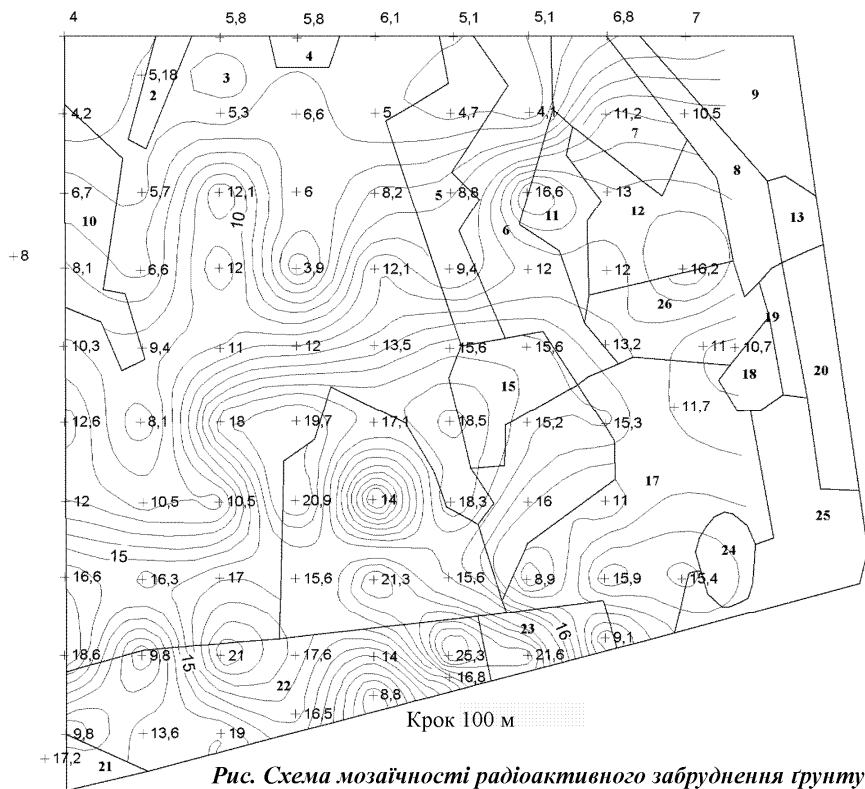 4 5,8 5,8 6,1 5,1 5,1 6,8 7
4
9
5,18 3
2
4,2 5,3 6,6 5 4,7 4,1 11,2 10,5
7
8
6,7 5,7 12,1 6 8,2 5 8,8 16,6 13
10 10 11 12 13
6
8
8,1 6,6 12 3,9 12,1 9,4 12 12 16,2
26 19
10,3 9,4 11 12 13,5 15,6 15,6 13,2 11 10,7
18 20
15
11,7
12,6 8,1 18 19,7 17,1 18,5 15,2 15,3
17
12 10,5 10,5 20,9 14 18,3 16 11
25
15 24
16,6 16,3 17 15,6 21,3 15,6 8,9 15,9 15,4
23 16
9,1
18,6 9,8 21 17,6 14 25,3 21,6
15
22 16,8
8,8
16,5
Крок 100 м
9,8 13,6 19
17,2
21
Рис. Схема мозаїчності радіоактивного забруднення ґрунту